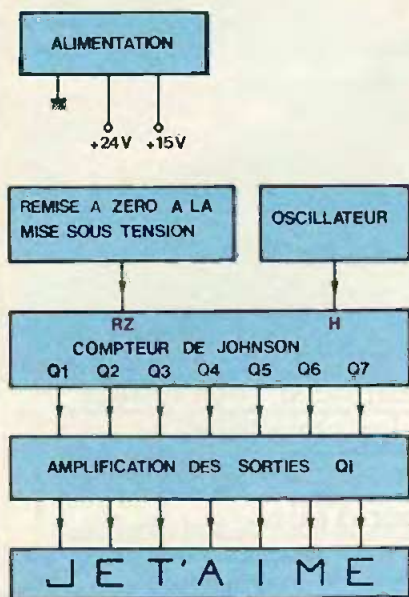 ALIMENTATION
+24V +15V
REMISE A ZERO A LA
MISE SOUS TENSION
OSCILLATEUR
RZ H
COMPTEUR DE JOHNSON
Q1 Q2 Q3 Q4 Q5 Q6 Q7
AMPLIFICATION DES SORTIES Qi
JE T'AIME